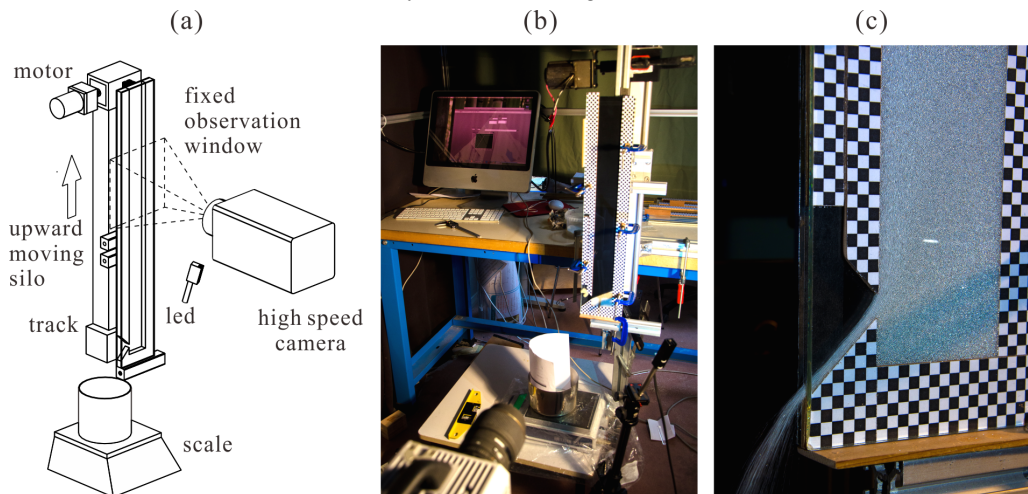 (a)
(b)
(c)
motor
fixed
observation
window
upward
moving
silo
led
track
high speed
camera
scale